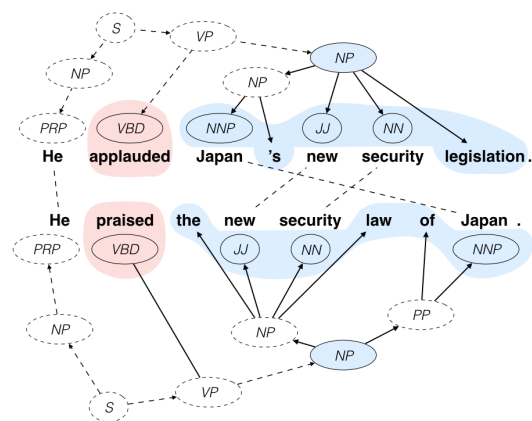 S
VP
NP
NP
NP
PRP VBD NNP JJ NN
He applauded Japan 's new security legislation.
He praised the new security law of Japan .
PRP VBD JJ NN NNP
NP PP
NP
NP
VP
S